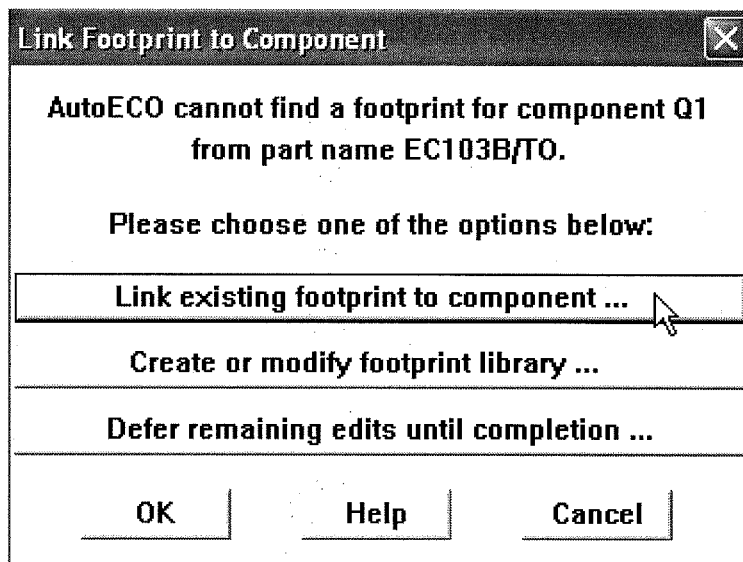 Link Footprint to Component
AutoECO cannot find a footprint for component Q1
from part name EC103B/TO.
Please choose one of the options below:
Link existing footprint to component ...
Create or modify footprint library ...
Defer remaining edits until completion ...
OK Help Cancel